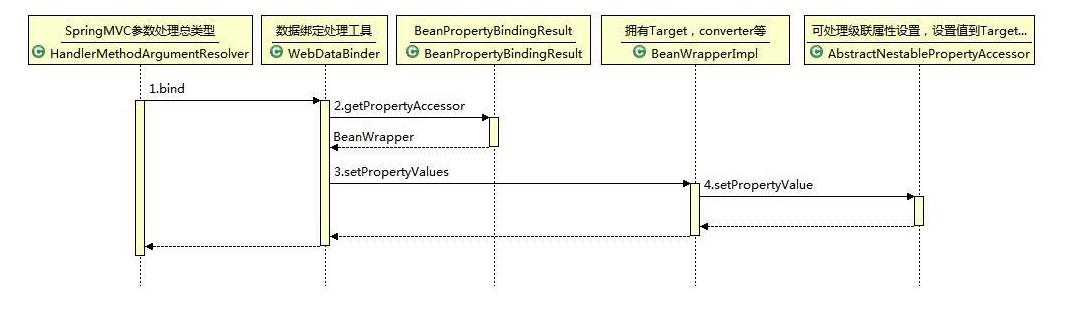 SpringMVC参数处理总类型
C HandlerMethodArgumentResolver
数据绑定处理工具
C WebDataBinder
BeanPropertyBindingResult
C BeanPropertyBindingResult
拥有Target，converter等
C BeanWrapperImpl
可处理级联属性设置，设置值到Target...
C AbstractNestablePropertyAccessor
1.bind
2.getPropertyAccessor
BeanWrapper
3.setPropertyValues
4.setPropertyValue